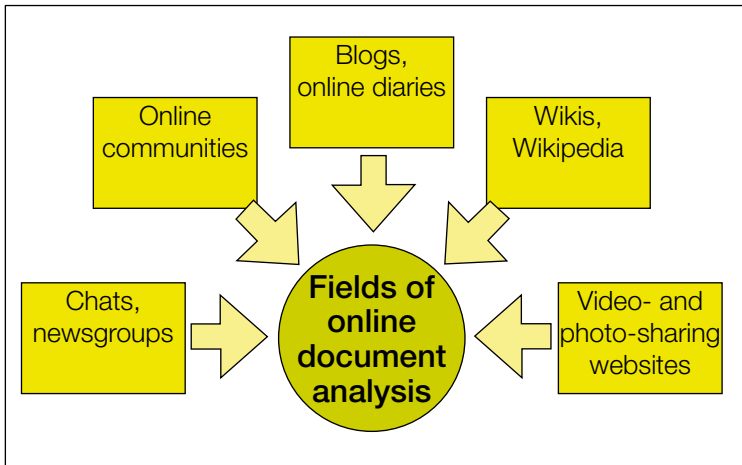 Blogs,
online diaries
Online
communities
Wikis,
Wikipedia
Chats,
newsgroups
Fields of
online
document
analysis
Video- and
photo-sharing
websites